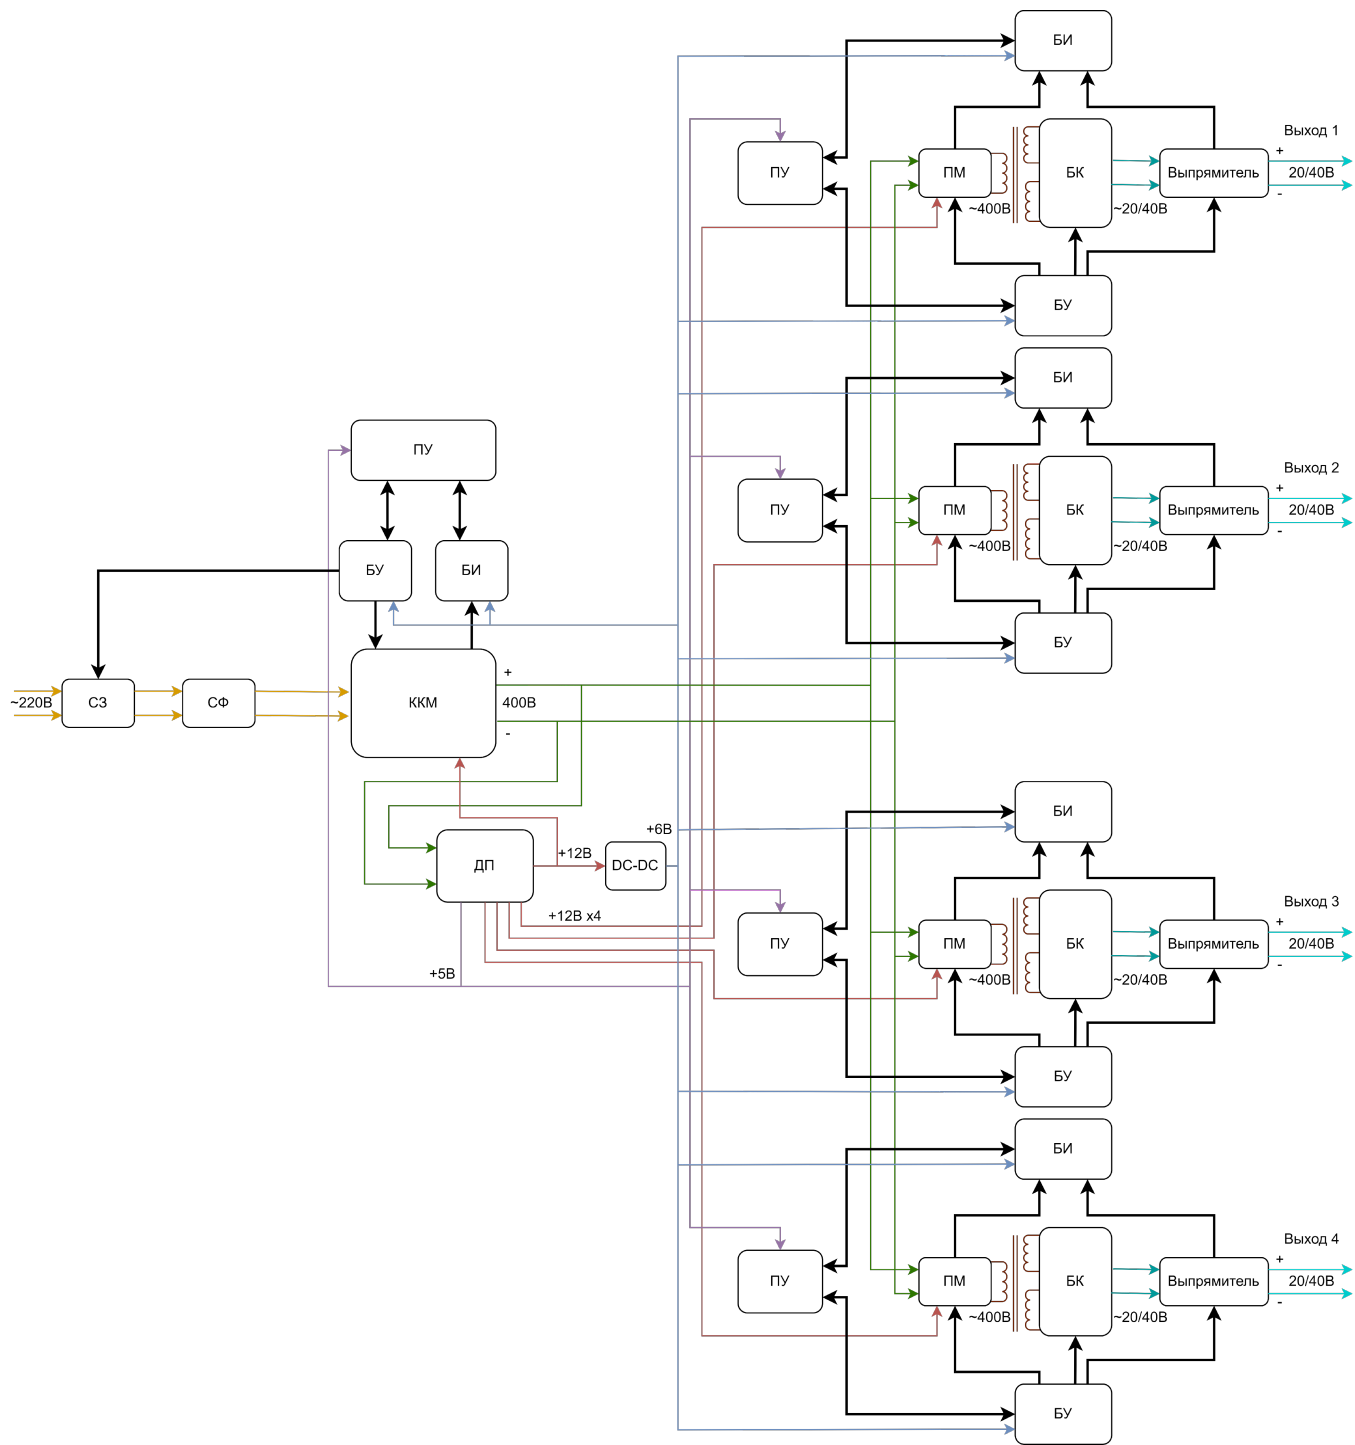 БИ
Выход 1
+
ПУ
ПМ
БК
Выпрямитель
20/40В
-
~400В
~20/40В
БУ
БИ
Выход 2
+
ПУ
ПМ
БК
Выпрямитель
20/40В
-
~400В
~20/40В
БУ
ПУ
БУ
БИ
~220В
СЗ
СФ
ККМ
+
400В
-
ДП
+12В
DC-DC
+6В
+12В x4
+5В
БИ
Выход 3
+
ПУ
ПМ
БК
Выпрямитель
20/40В
-
~400В
~20/40В
БУ
БИ
Выход 4
+
ПУ
ПМ
БК
Выпрямитель
20/40В
-
~400В
~20/40В
БУ